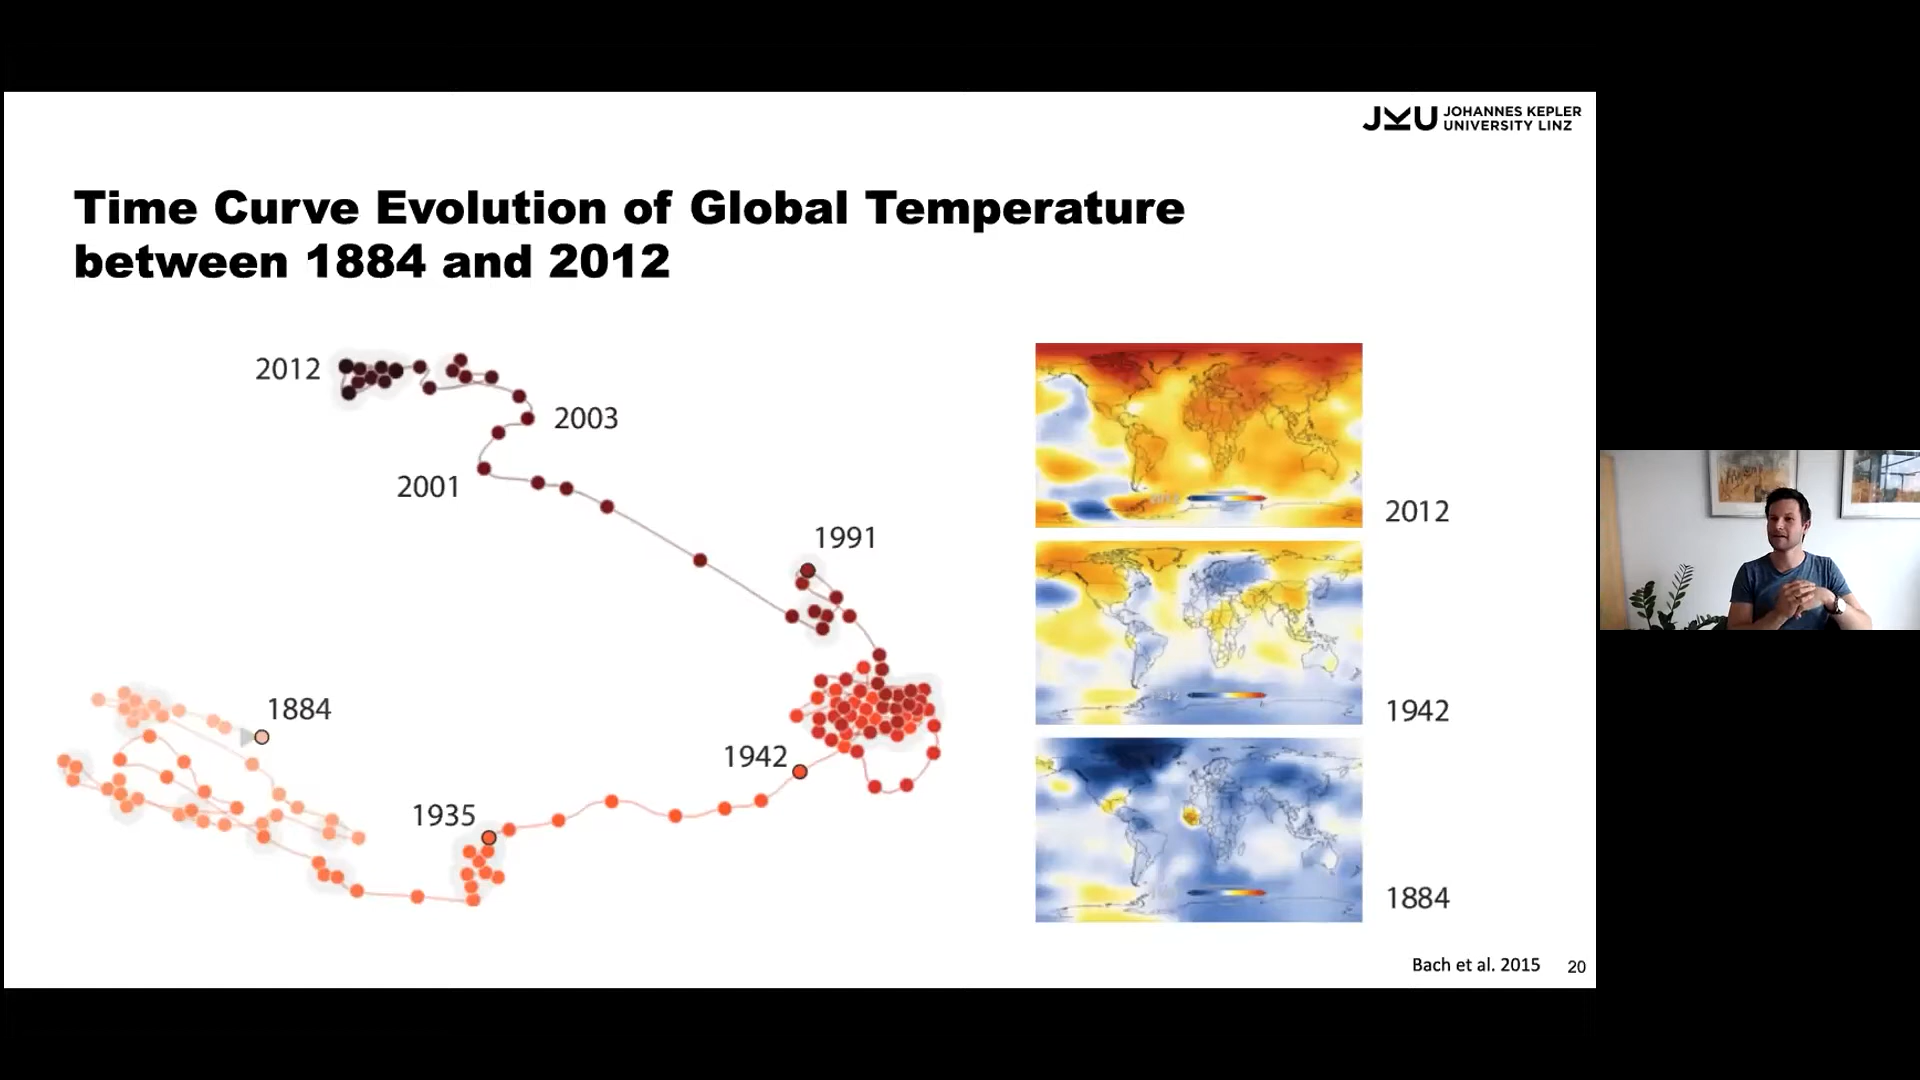 JKU JOHANNES KEPLER
UNIVERSITY LINZ
Time Curve Evolution of Global Temperature
between 1884 and 2012
2012
2003
2001
1991
1884
1942
1935
2012
1942
1884
Bach et al. 2015
20